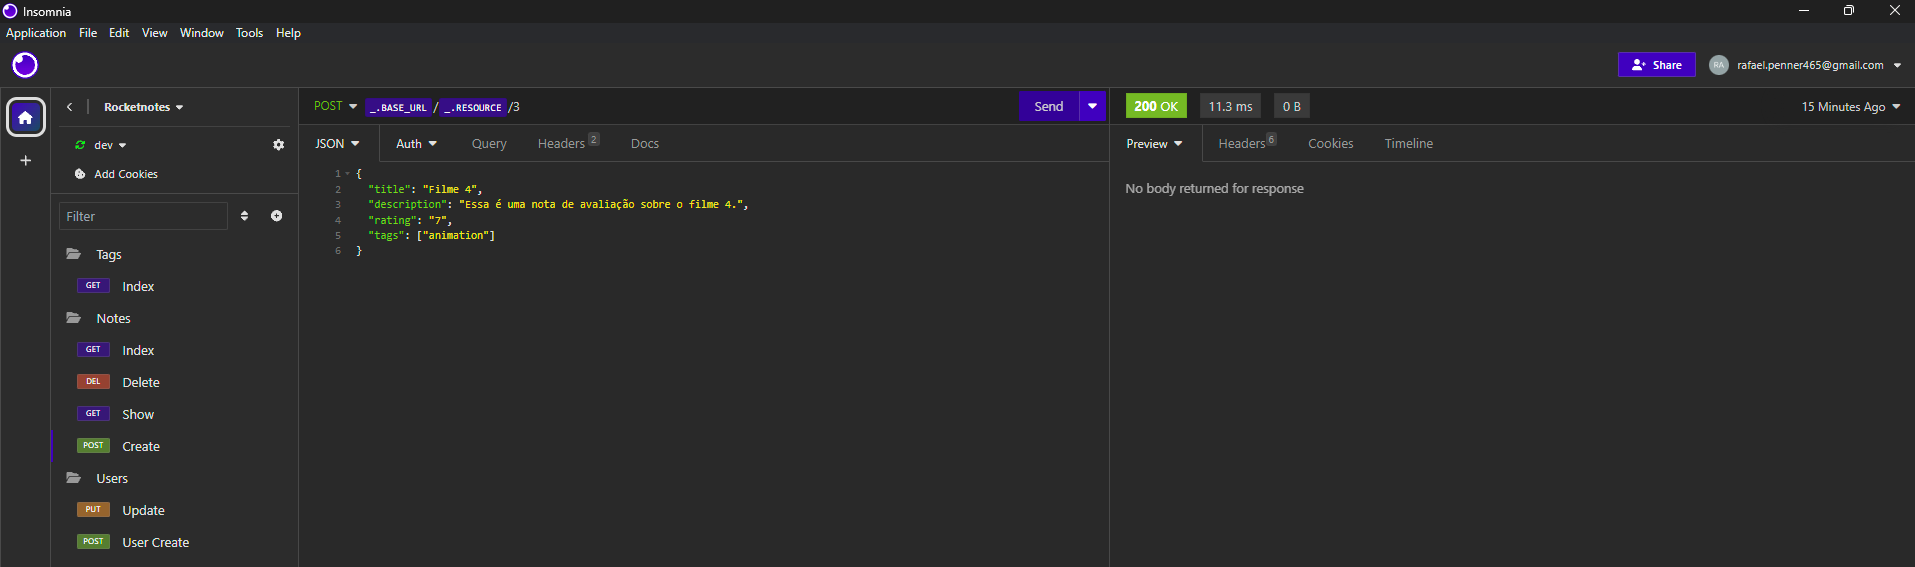 Insomnia
Application File Edit View Window Tools Help
Share
RA
rafael.penner465@gmail.com
Rocketnotes
dev
Add Cookies
Filter
Tags
GET Index
Notes
GET Index
DEL Delete
GET Show
POST Create
Users
PUT Update
POST User Create
POST _.BASE_URL / _.RESOURCE /3
Send
JSON Auth Query Headers 2 Docs
1 {
2 "title": "Filme 4",
3 "description": "Essa é uma nota de avaliação sobre o filme 4.",
4 "rating": "7",
5 "tags": ["animation"]
6 }
200 OK 11.3 ms 0 B 15 Minutes Ago
Preview Headers 6 Cookies Timeline
No body returned for response